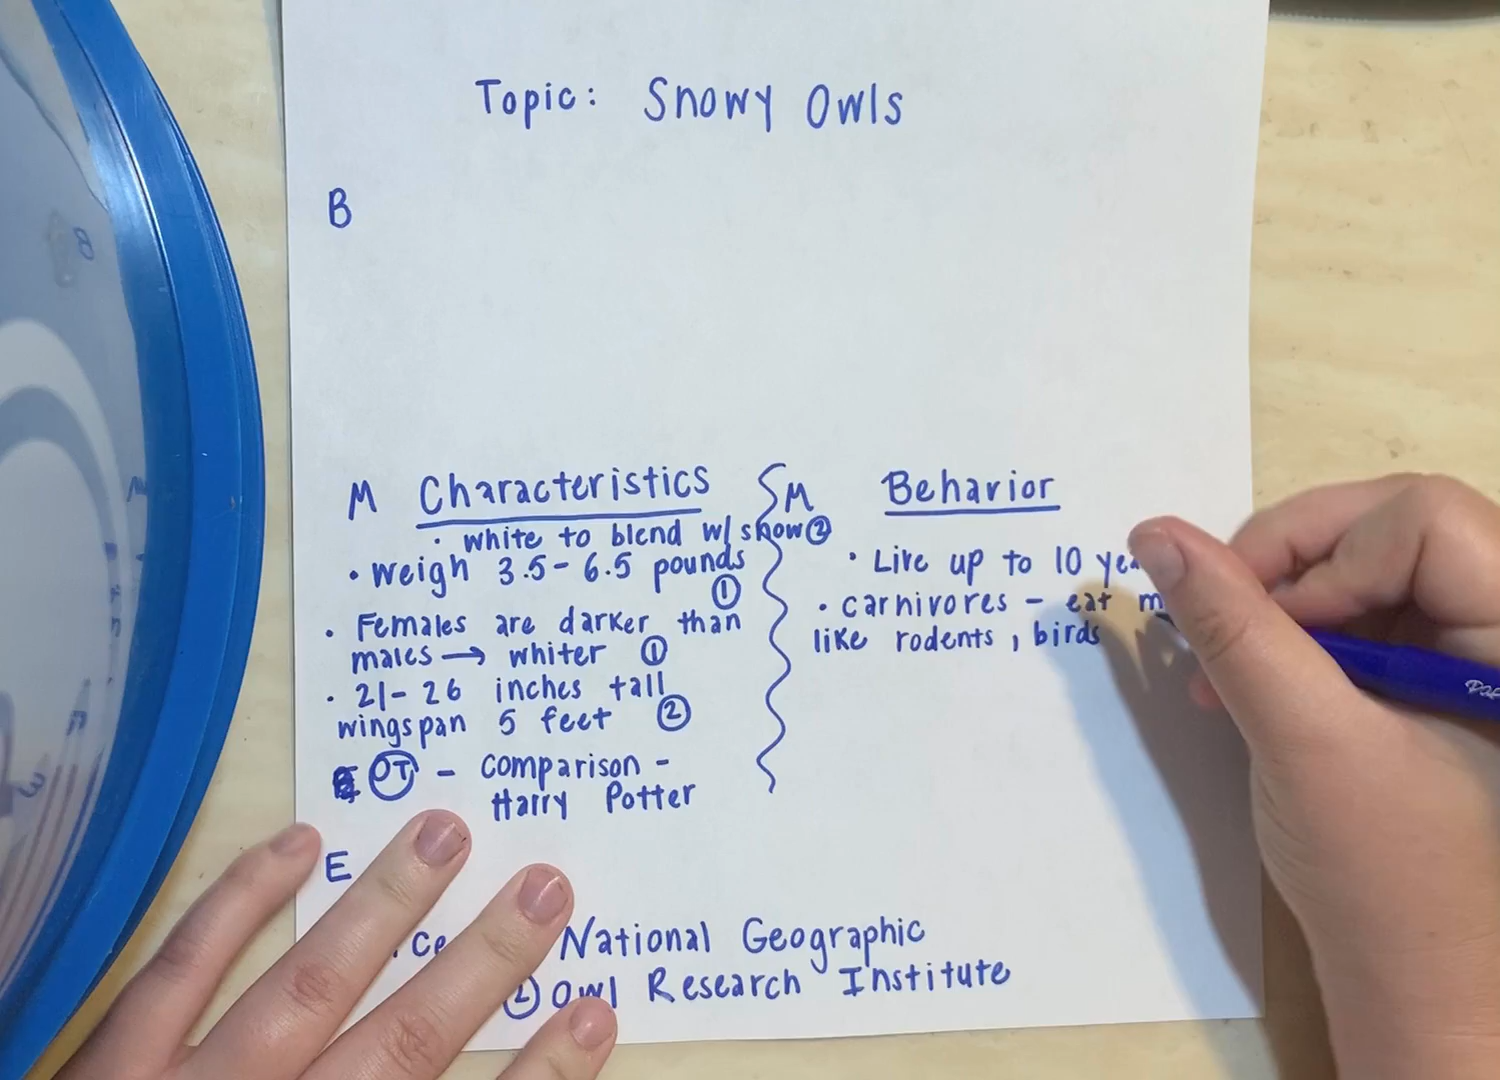 Topic: Snowy Owls
B
M Characteristics
• white to blend w/ snow ②
• weigh 3.5 - 6.5 pounds
①
• Females are darker than
males → whiter ①
• 21 - 26 inches tall
wingspan 5 feet ②
OT - comparison -
Harry Potter
M Behavior
• Live up to 10
• carnivores - eat
like rodents, birds
E
National Geographic
② Owl Research Institute